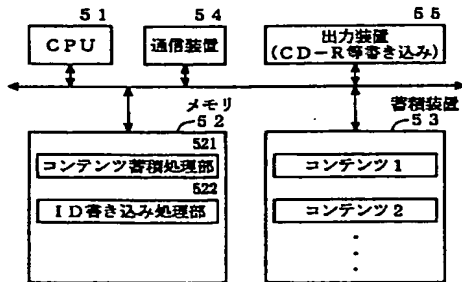 51
CPU
54
通信装置
55
出力装置
(CD-R等書き込み)
メモリ
52
521
コンテンツ蓄積処理部
522
ID書き込み処理部
蓄積装置
53
コンテンツ1
コンテンツ2